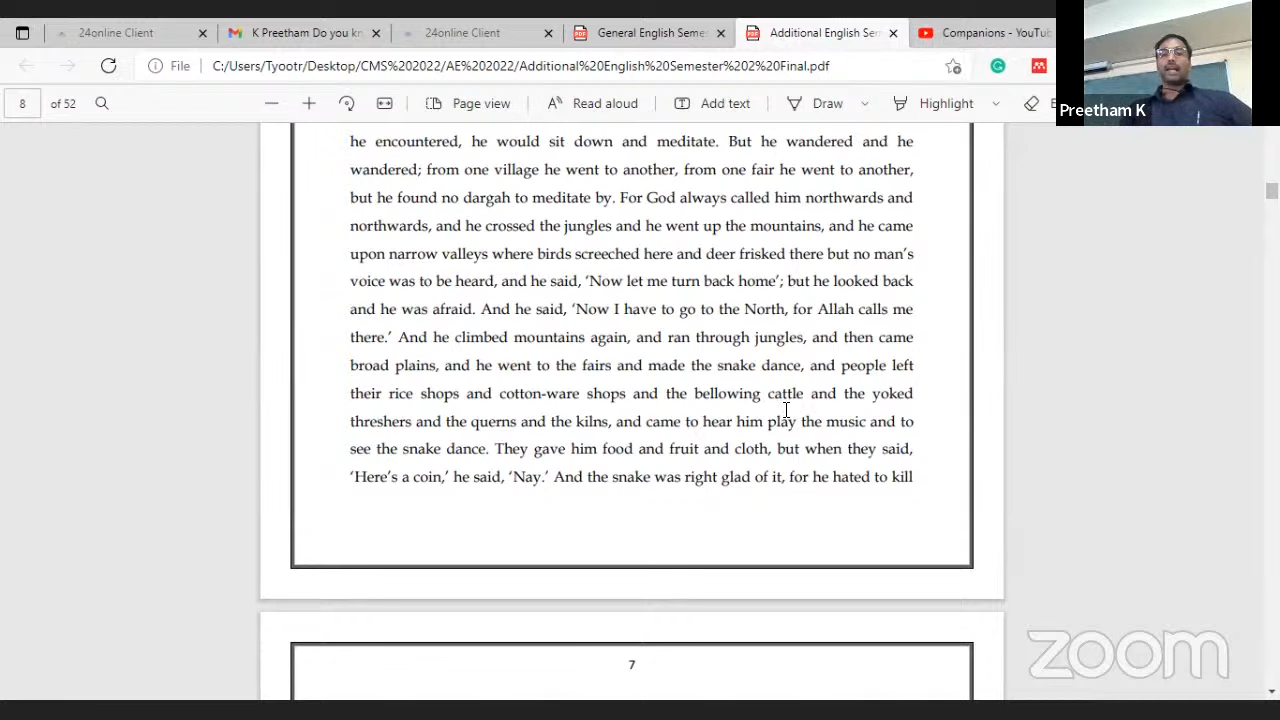 24online Client
K Preetham Do you kn
24online Client
General English Semes
Additional English Sem
Companions - YouTub
File
C:/Users/Tyootr/Desktop/CMS%202022/AE%202022/Additional%20English%20Semester%202%20Final.pdf
8 of 52
Page view
Read aloud
Add text
Draw
Highlight
E
Preetham K
he encountered, he would sit down and meditate. But he wandered and he
wandered; from one village he went to another, from one fair he went to another,
but he found no dargah to meditate by. For God always called him northwards and
northwards, and he crossed the jungles and he went up the mountains, and he came
upon narrow valleys where birds screeched here and deer frisked there but no man's
voice was to be heard, and he said, 'Now let me turn back home'; but he looked back
and he was afraid. And he said, 'Now I have to go to the North, for Allah calls me
there.' And he climbed mountains again, and ran through jungles, and then came
broad plains, and he went to the fairs and made the snake dance, and people left
their rice shops and cotton-ware shops and the bellowing cattle and the yoked
threshers and the querns and the kilns, and came to hear him play the music and to
see the snake dance. They gave him food and fruit and cloth, but when they said,
'Here's a coin,' he said, 'Nay.' And the snake was right glad of it, for he hated to kill
7
zoom